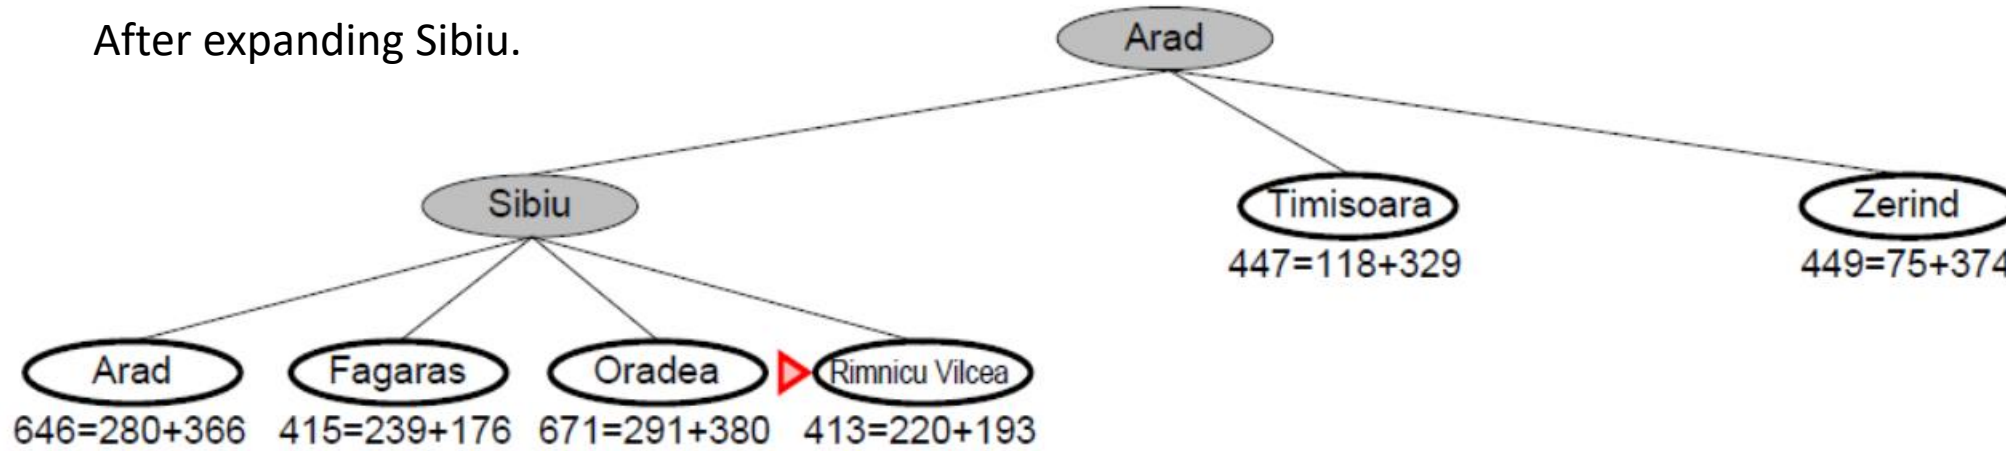 After expanding Sibiu.
Arad
Sibiu
Timisoara
Zerind
447=118+329
449=75+374
Arad
Fagaras
Oradea
Rimnicu Vilcea
646=280+366
415=239+176
671=291+380
413=220+193